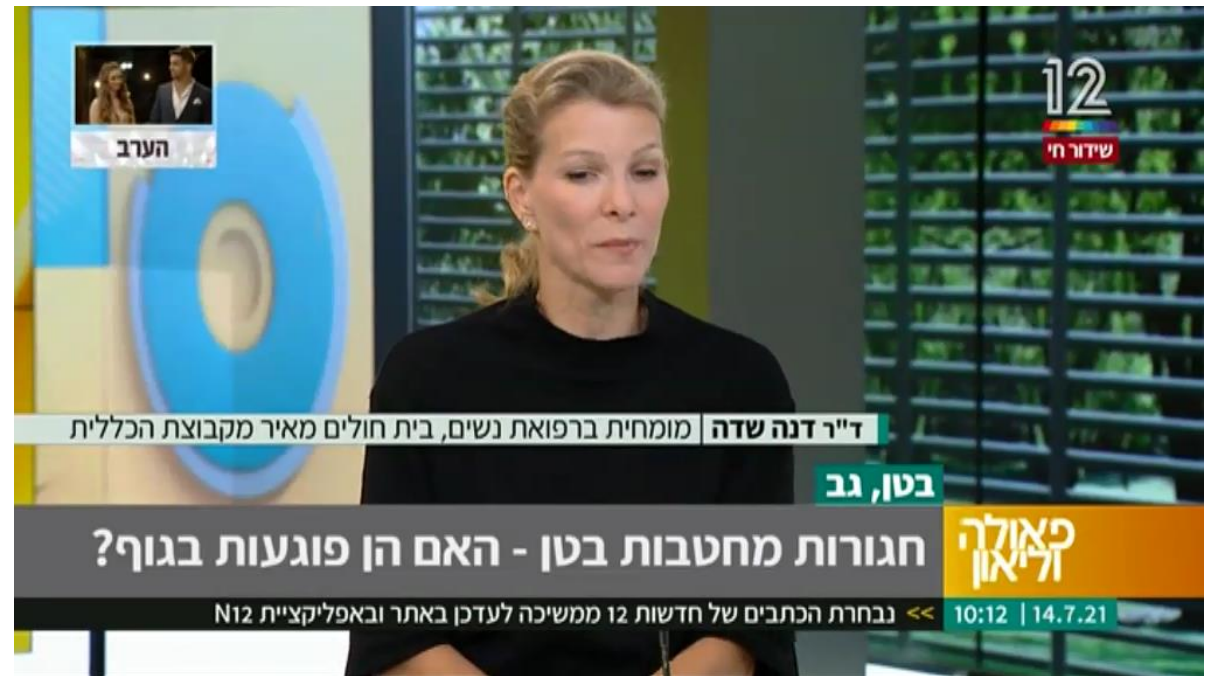 12
שידור חי
הערב
ד"ר דנה שדה | מומחית ברפואת נשים, בית חולים מאיר מקבוצת הכללית
בטן, גב
פאולה
וליאון
חגורות מחטבות בטן - האם הן פוגעות בגוף?
10:12 | 14.7.21
>> נבחרת הכתבים של חדשות 12 ממשיכה לעדכן באתר ובאפליקציית N12